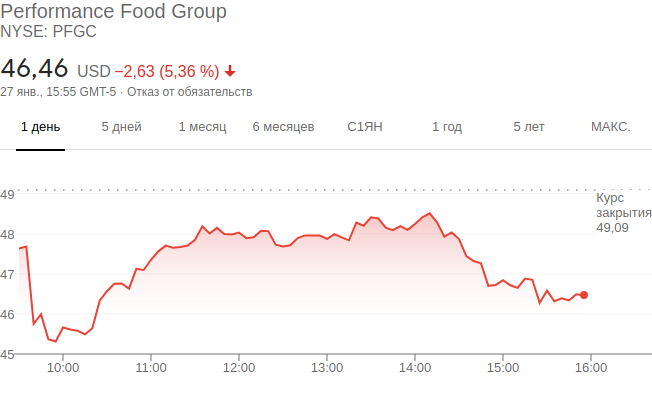 Performance Food Group
NYSE: PFGC
46,46 USD −2,63 (5,36 %)
27 янв., 15:55 GMT-5 · Отказ от обязательств
1 день 5 дней 1 месяц 6 месяцев С1ЯН 1 год 5 лет МАКС.
49
Курс
закрытия
49,09
48
47
46
45
10:00 11:00 12:00 13:00 14:00 15:00 16:00